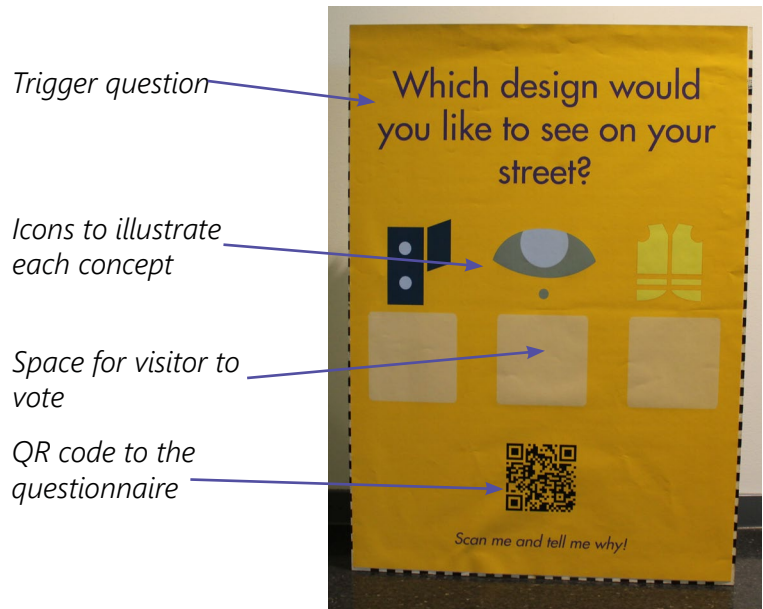 Trigger question
Which design would
you like to see on your
street?
Icons to illustrate
each concept
Space for visitor to
vote
QR code to the
questionnaire
Scan me and tell me why!